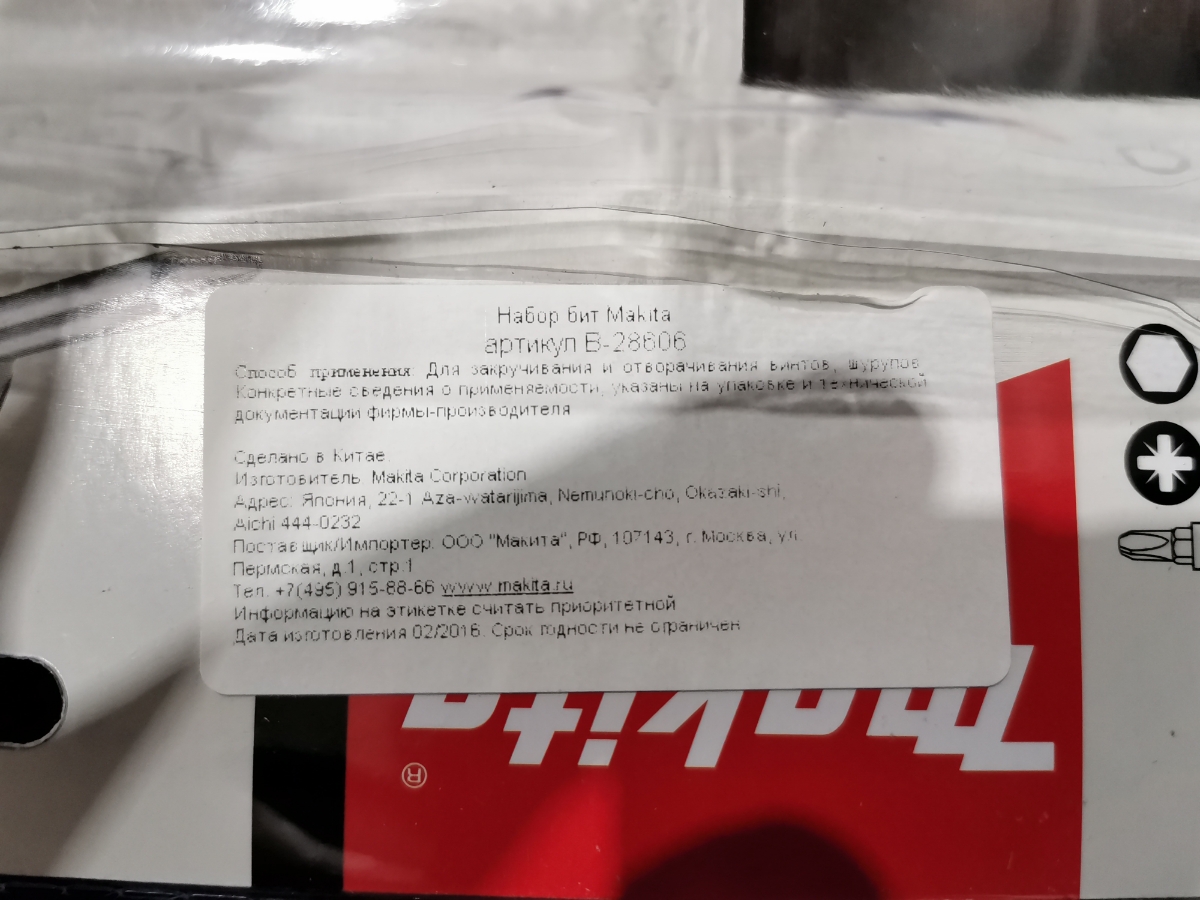 Набор бит Makita
артикул B-28606
Способ применения: Для закручивания и отворачивания винтов, шурупов.
Конкретные сведения о применяемости, указаны на упаковке и технической
документации фирмы-производителя
Сделано в Китае.
Изготовитель: Makita Corporation
Адрес: Япония, 22-1 Aza-watarijima, Nemunoki-cho, Okazaki-shi,
Aichi 444-0232
Поставщик/Импортер: ООО "Макита", РФ, 107143, г. Москва, ул.
Пермская, д.1, стр.1
Тел. +7(495) 915-88-66 www.makita.ru
Информацию на этикетке считать приоритетной
Дата изготовления 02/2016. Срок годности не ограничен
makita
®